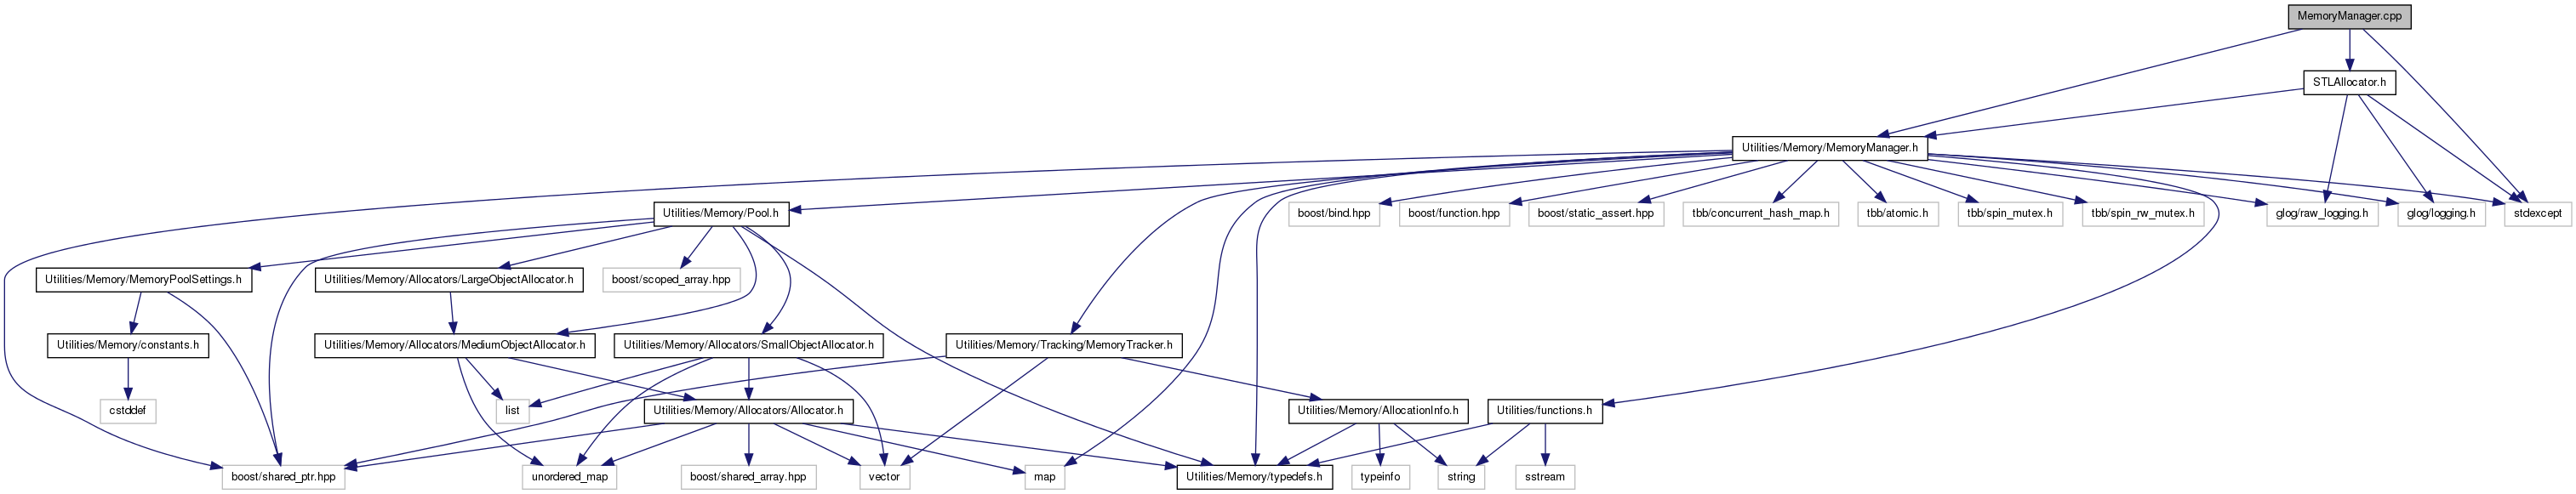 MemoryManager.cpp
STLAllocator.h
Utilities/Memory/MemoryManager.h
Utilities/Memory/Pool.h
boost/bind.hpp
boost/function.hpp
boost/static_assert.hpp
tbb/concurrent_hash_map.h
tbb/atomic.h
tbb/spin_mutex.h
tbb/spin_rw_mutex.h
glog/raw_logging.h
glog/logging.h
stdexcept
Utilities/Memory/MemoryPoolSettings.h
Utilities/Memory/Allocators/LargeObjectAllocator.h
boost/scoped_array.hpp
Utilities/Memory/constants.h
Utilities/Memory/Allocators/MediumObjectAllocator.h
Utilities/Memory/Allocators/SmallObjectAllocator.h
Utilities/Memory/Tracking/MemoryTracker.h
cstddef
list
Utilities/Memory/Allocators/Allocator.h
Utilities/Memory/AllocationInfo.h
Utilities/functions.h
boost/shared_ptr.hpp
unordered_map
boost/shared_array.hpp
vector
map
Utilities/Memory/typedefs.h
typeinfo
string
sstream